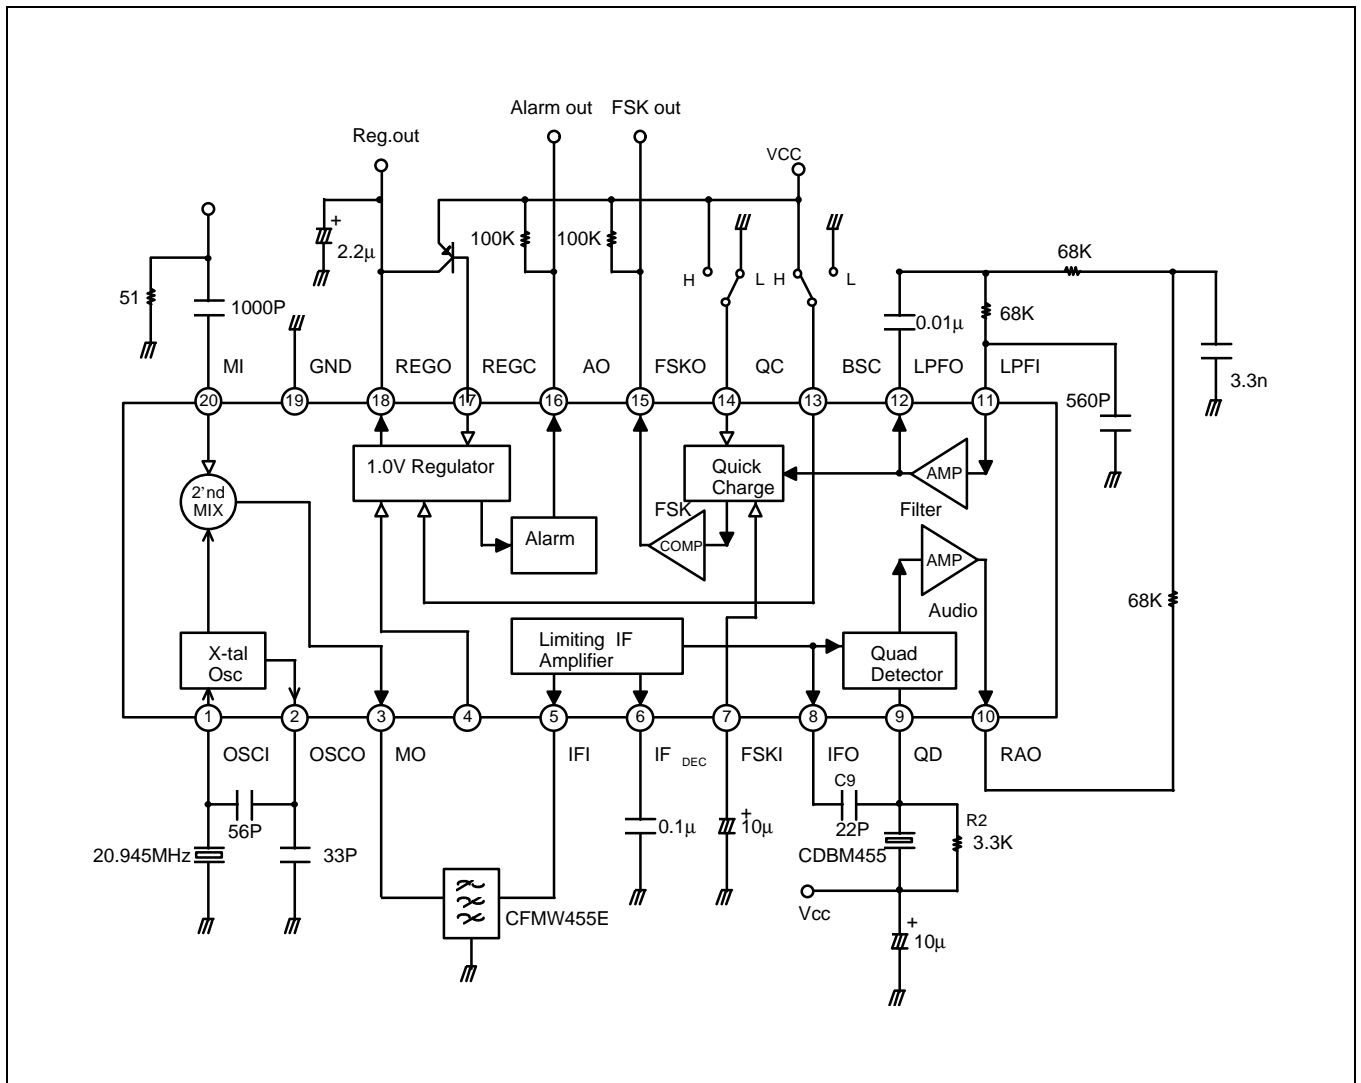 Alarm out
FSK out
Reg.out
VCC
+
2.2µ
100K
100K
H
L
H
L
68K
51
1000P
0.01µ
68K
3.3n
560P
MI
GND
REGO
REGC
AO
FSKO
QC
BSC
LPFO
LPFI
20
19
18
17
16
15
14
13
12
11
2'nd
MIX
1.0V Regulator
Quick
Charge
AMP
Filter
FSK
COMP
Alarm
AMP
Audio
68K
X-tal
Osc
Limiting IF
Amplifier
Quad
Detector
1
2
3
4
5
6
7
8
9
10
OSCI
OSCO
MO
IFI
IF DEC
FSKI
IFO
QD
RAO
C9
22P
56P
20.945MHz
33P
0.1µ
+
10µ
R2
3.3K
CDBM455
CFMW455E
Vcc
+
10µ